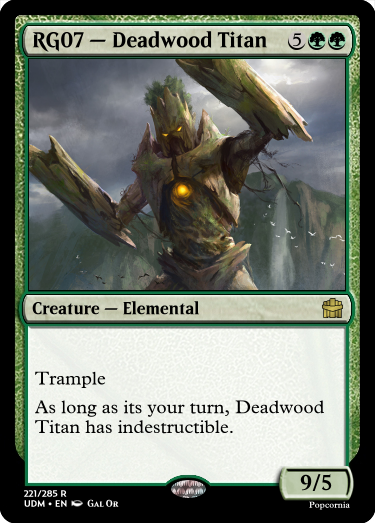 RG07 — Deadwood Titan 5
Creature — Elemental
Trample
As long as its your turn, Deadwood
Titan has indestructible.
9/5
221/285 R
UDM • EN Gal Or
Popcornia